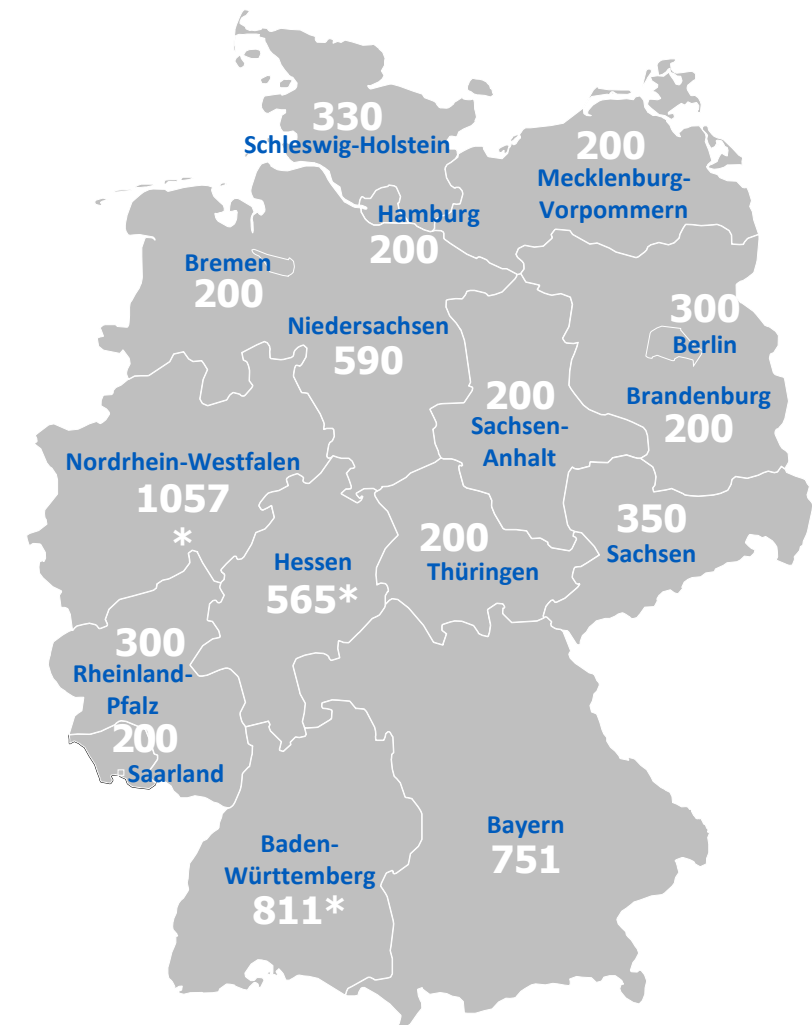 330
Schleswig-Holstein
200
Mecklenburg-
Vorpommern
Hamburg
200
Bremen
200
Niedersachsen
590
300
Berlin
Brandenburg
200
200
Sachsen-
Anhalt
Nordrhein-Westfalen
1057
*
Hessen
565*
200
Thüringen
350
Sachsen
300
Rheinland-
Pfalz
200
Saarland
Baden-
Württemberg
811*
Bayern
751